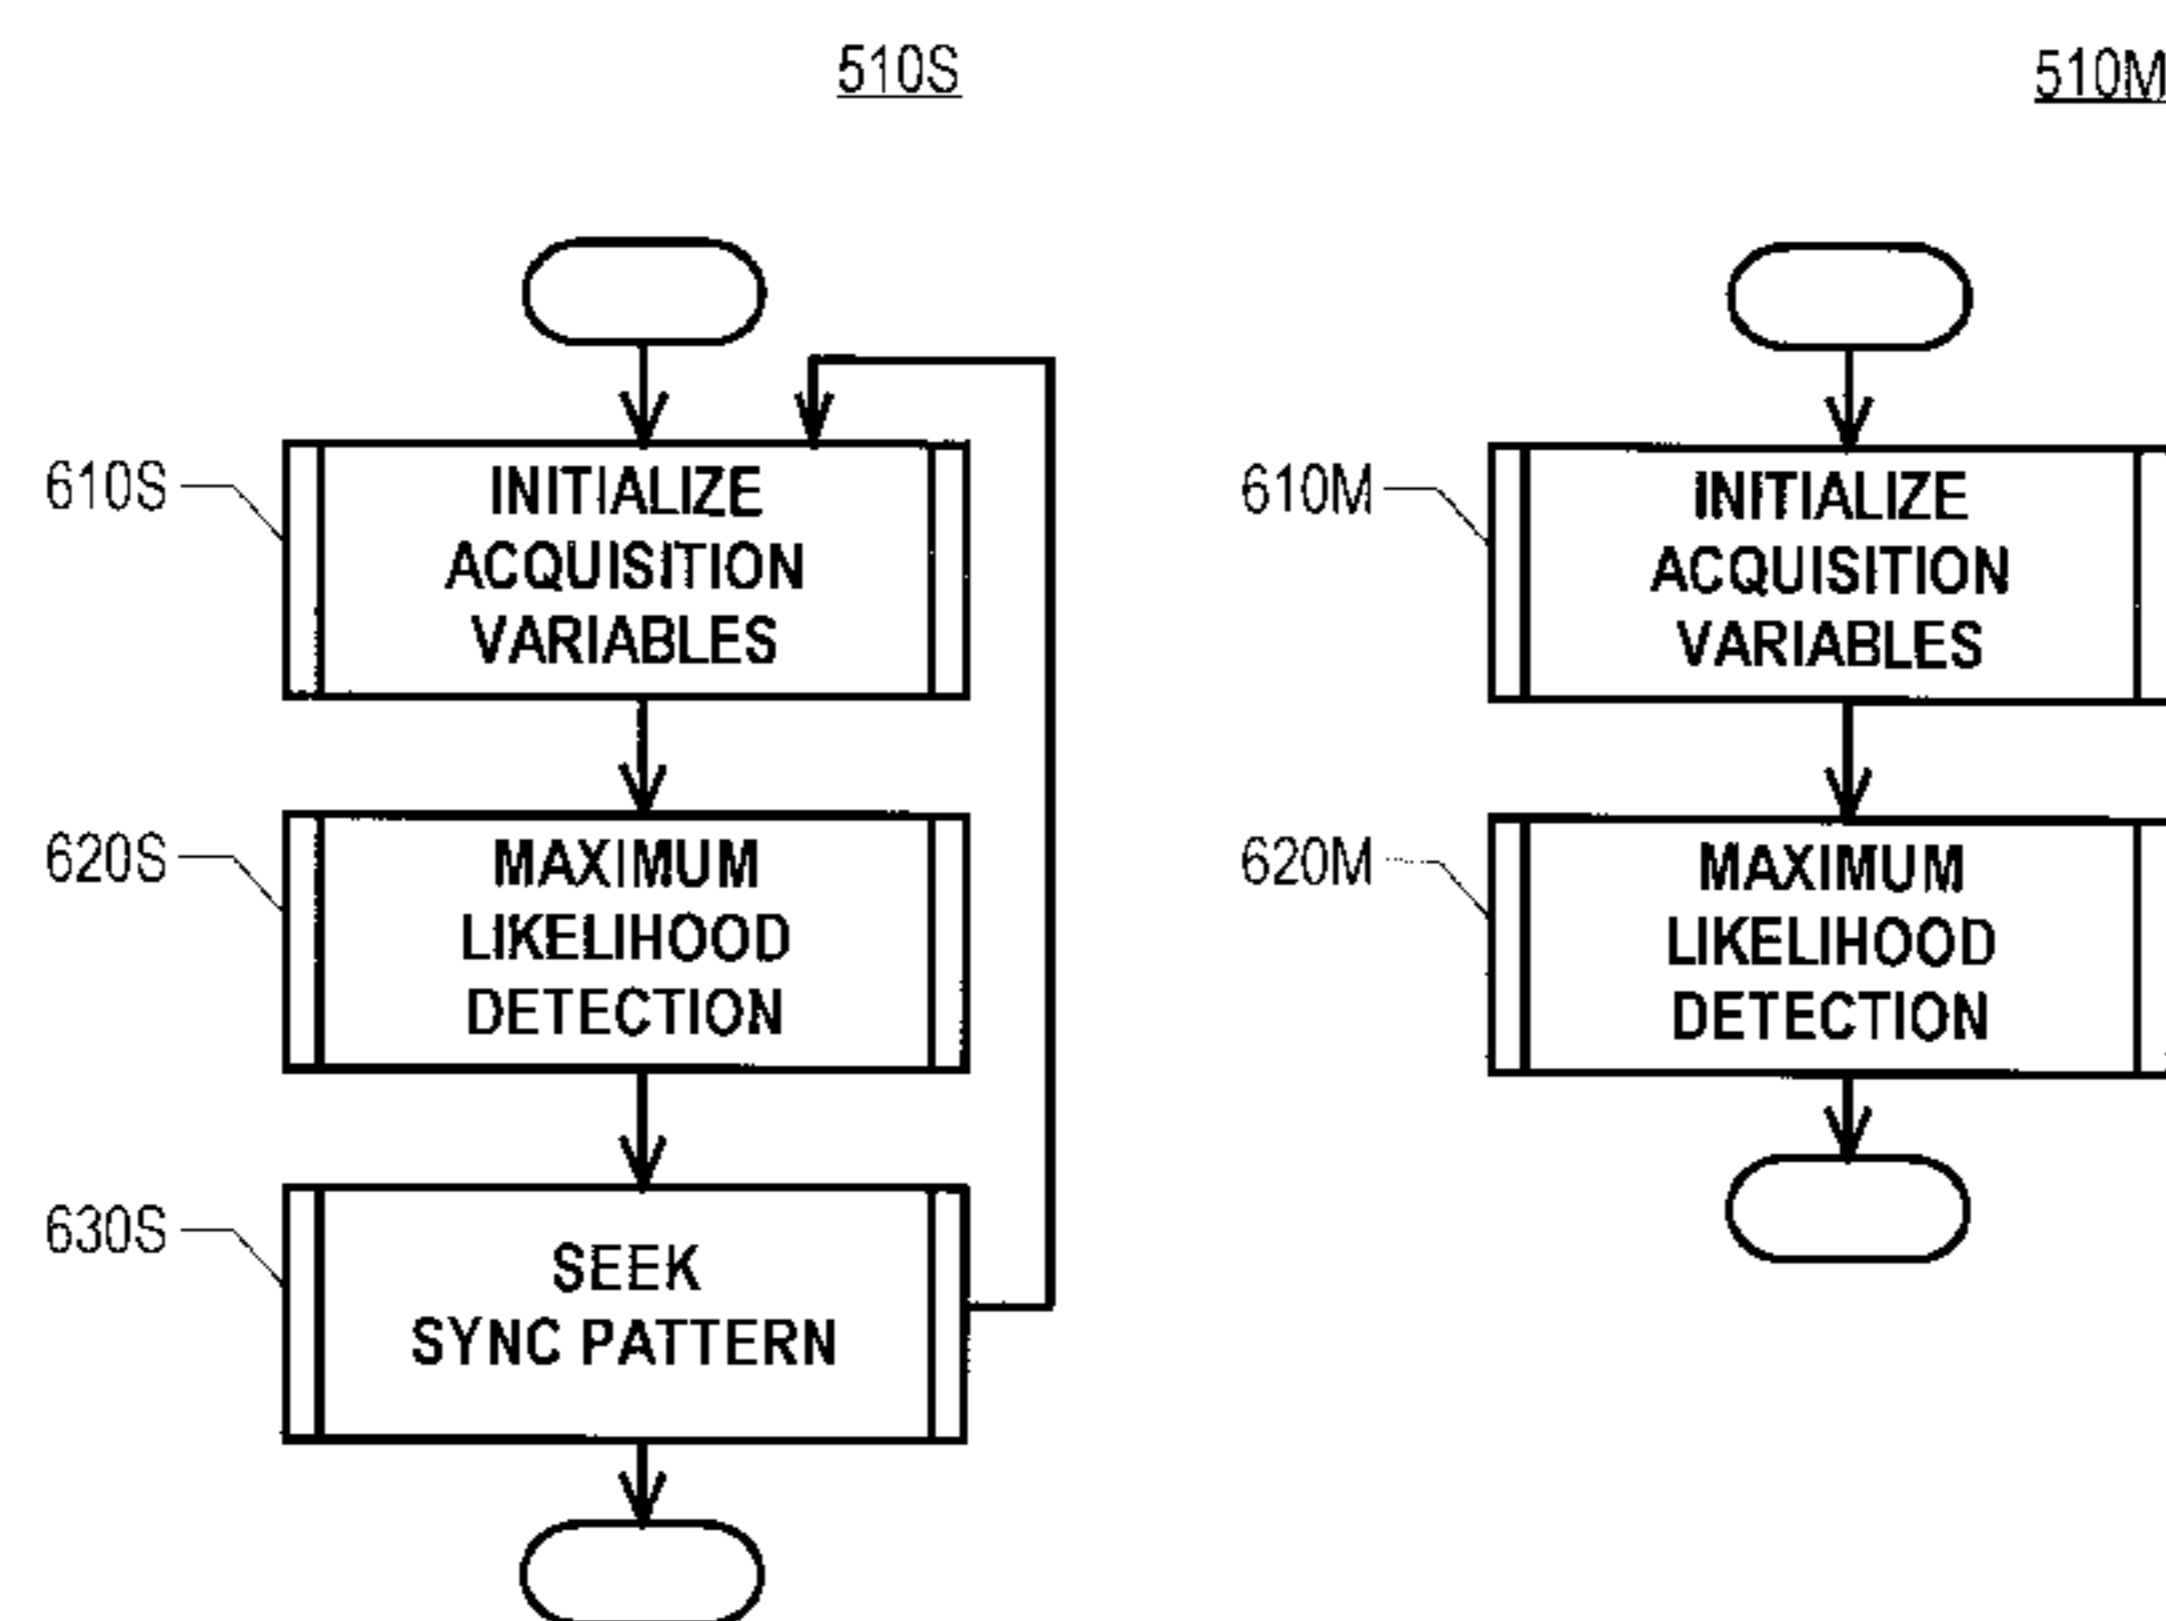 510S
610S
INITIALIZE
ACQUISITION
VARIABLES
620S
MAXIMUM
LIKELIHOOD
DETECTION
630S
SEEK
SYNC PATTERN
510M
610M
INITIALIZE
ACQUISITION
VARIABLES
620M
MAXIMUM
LIKELIHOOD
DETECTION